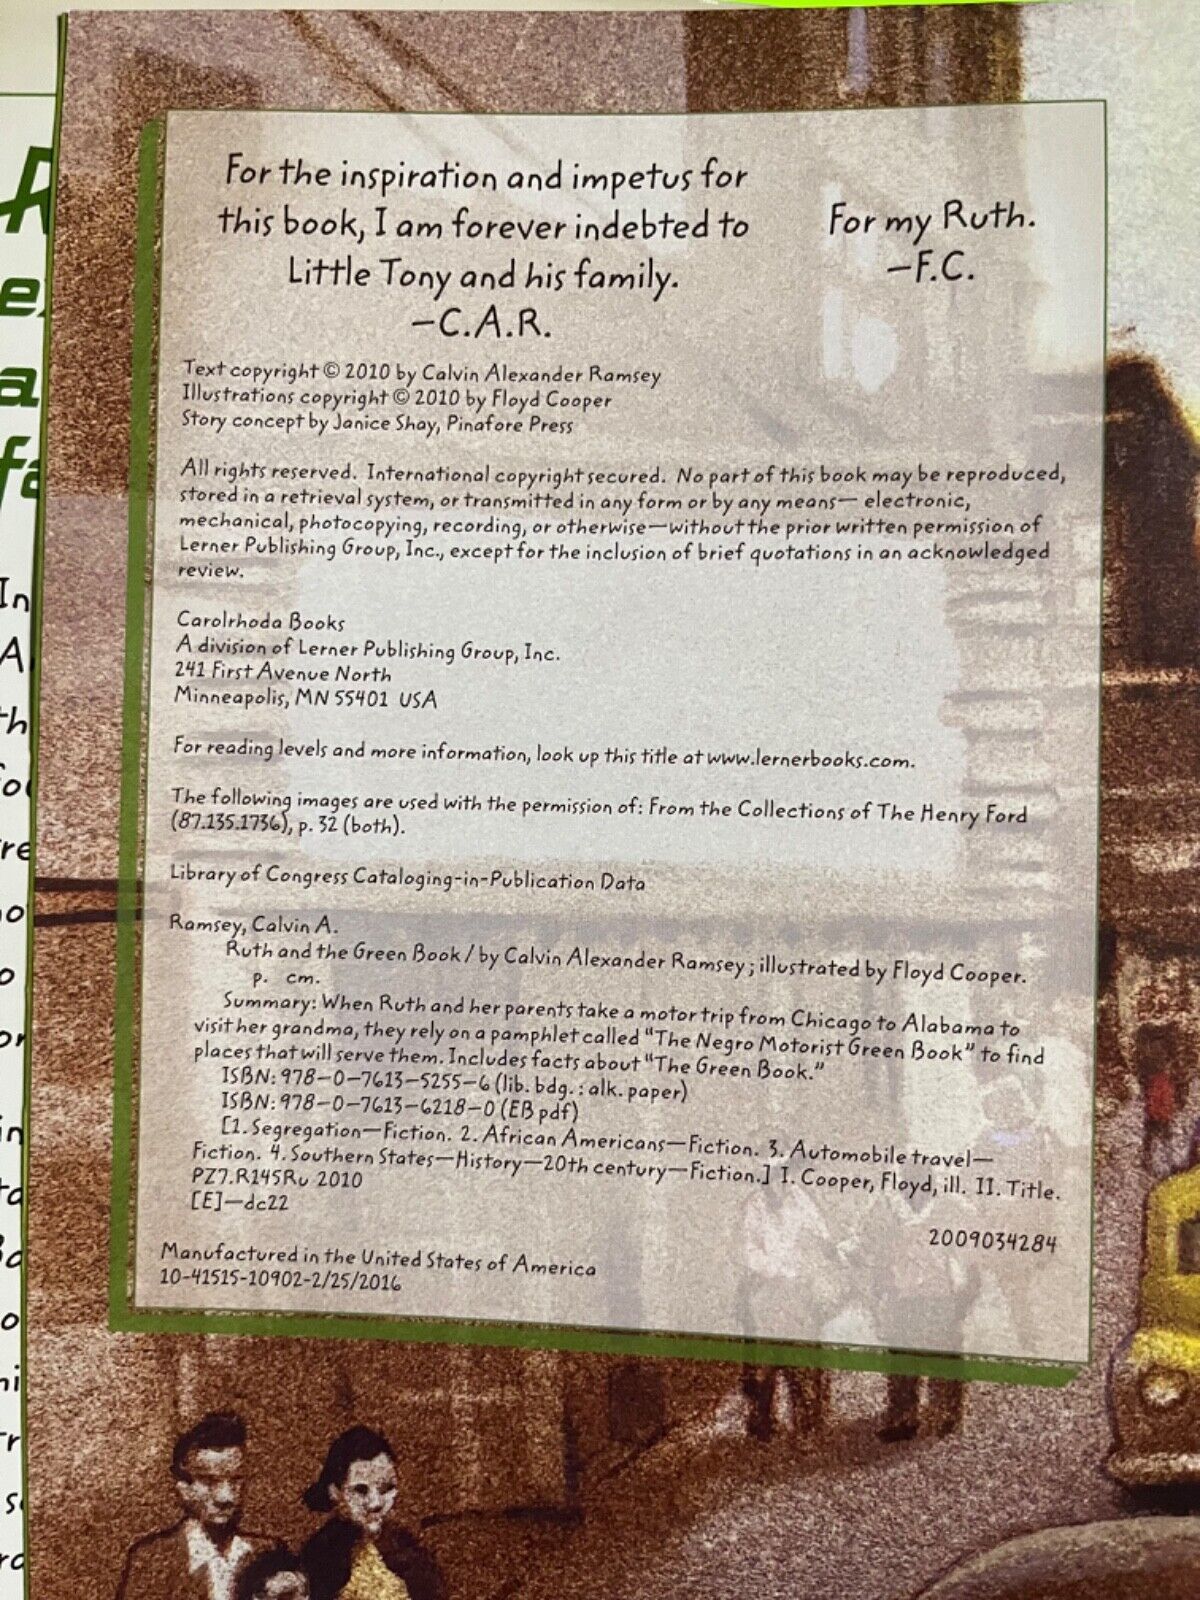 For the inspiration and impetus for
this book, I am forever indebted to
Little Tony and his family.
—C.A.R.
For my Ruth.
—F.C.
Text copyright © 2010 by Calvin Alexander Ramsey
Illustrations copyright © 2010 by Floyd Cooper
Story concept by Janice Shay, Pinafore Press
All rights reserved. International copyright secured. No part of this book may be reproduced,
stored in a retrieval system, or transmitted in any form or by any means— electronic,
mechanical, photocopying, recording, or otherwise—without the prior written permission of
Lerner Publishing Group, Inc., except for the inclusion of brief quotations in an acknowledged
review.
Carolrhoda Books
A division of Lerner Publishing Group, Inc.
241 First Avenue North
Minneapolis, MN 55401 USA
For reading levels and more information, look up this title at www.lernerbooks.com.
The following images are used with the permission of: From the Collections of The Henry Ford
(87.135.1736), p. 32 (both).
Library of Congress Cataloging-in-Publication Data
Ramsey, Calvin A.
Ruth and the Green Book / by Calvin Alexander Ramsey ; illustrated by Floyd Cooper.
p. cm.
Summary: When Ruth and her parents take a motor trip from Chicago to Alabama to
visit her grandma, they rely on a pamphlet called "The Negro Motorist Green Book" to find
places that will serve them. Includes facts about "The Green Book."
ISBN: 978-0-7613-5255-6 (lib. bdg. : alk. paper)
ISBN: 978-0-7613-6218-0 (EB pdf)
[1. Segregation—Fiction. 2. African Americans—Fiction. 3. Automobile travel—
Fiction. 4. Southern States—History—20th century—Fiction.] I. Cooper, Floyd, ill. II. Title.
PZ7.R145Ru 2010
[E]—dc22
2009034284
Manufactured in the United States of America
10-41515-10902-2/25/2016